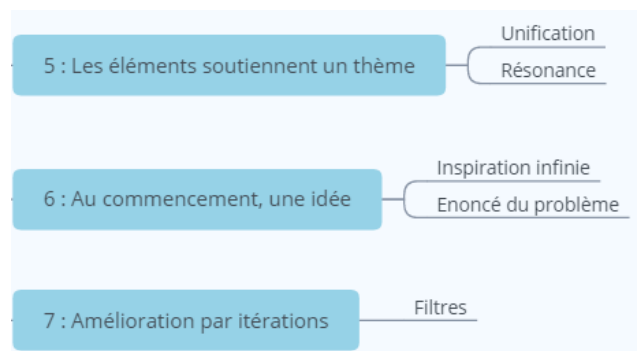 5 : Les éléments soutiennent un thème
Unification
Résonance
6 : Au commencement, une idée
Inspiration infinie
Enoncé du problème
7 : Amélioration par itérations
Filtres